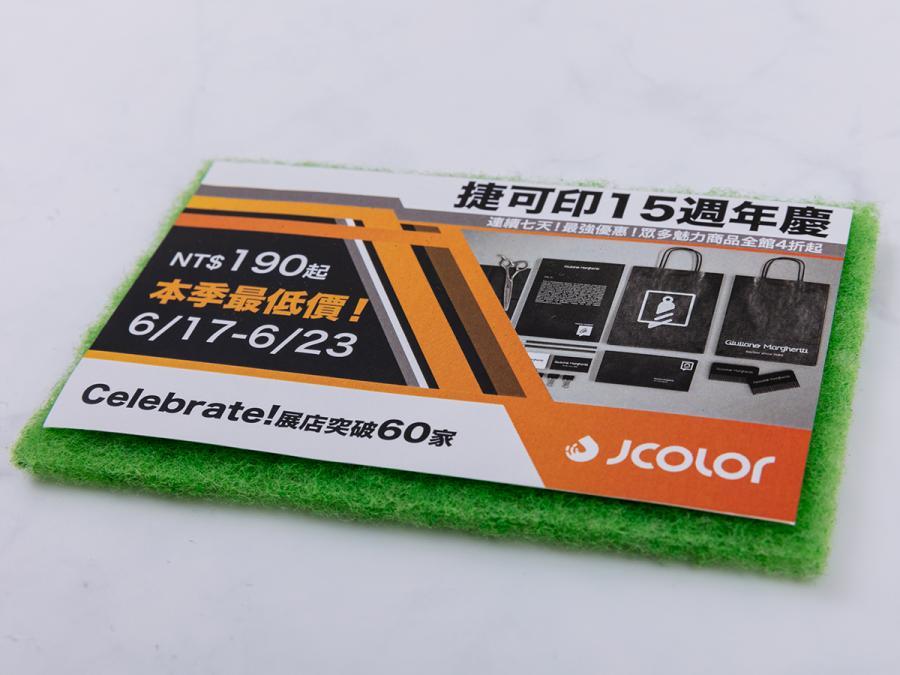 捷可印15週年慶
連續七天!最強優惠!眾多魅力商品全館4折起
NT$190起
本季最低價!
6/17-6/23
Giuliano Marghenti
Celebrate!展店突破60家
JCOLOR